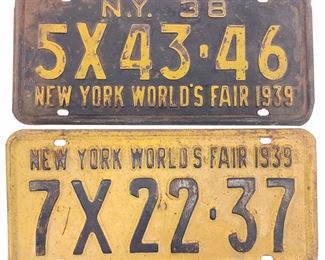 N.Y. 38
5X43·46
NEW YORK WORLD'S FAIR 1939
NEW YORK WORLD'S FAIR 1939
7X22·37